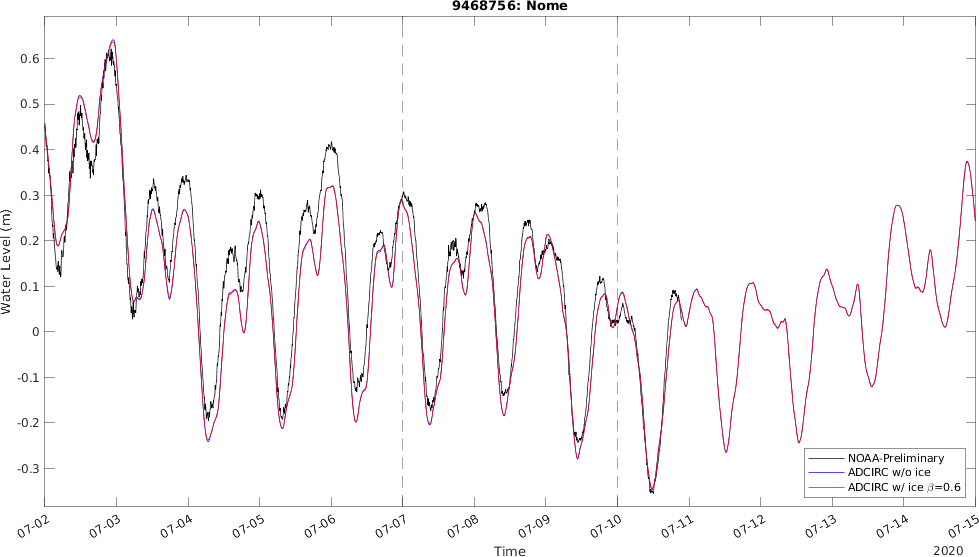 9468756: Nome
Water Level (m)
0.6
0.5
0.4
0.3
0.2
0.1
0
-0.1
-0.2
-0.3
NOAA-Preliminary
ADCIRC w/o ice
ADCIRC w/ ice β=0.6
07-02 07-03 07-04 07-05 07-06 07-07 07-08 07-09 07-10 07-11 07-12 07-13 07-14 07-15
Time
2020